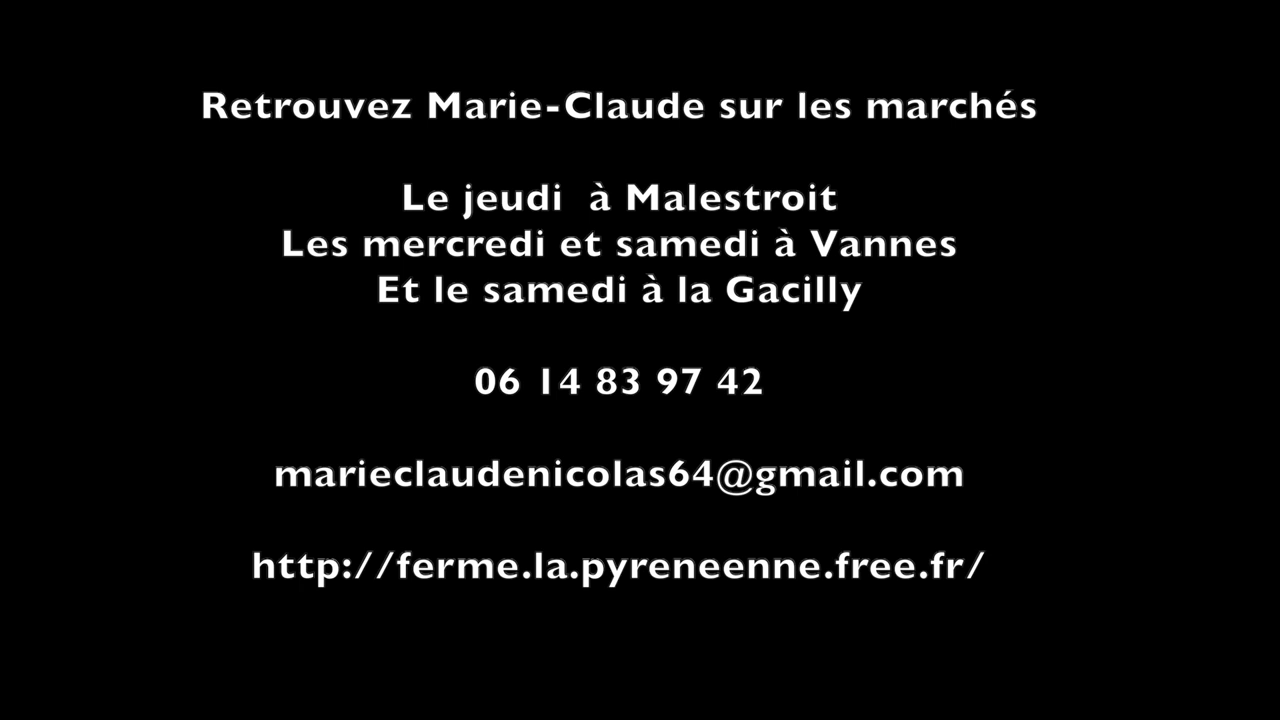 Retrouvez Marie-Claude sur les marchés
Le jeudi à Malestroit
Les mercredi et samedi à Vannes
Et le samedi à la Gacilly
06 14 83 97 42
marieclaudenicolas64@gmail.com
http://ferme.la.pyreneenne.free.fr/